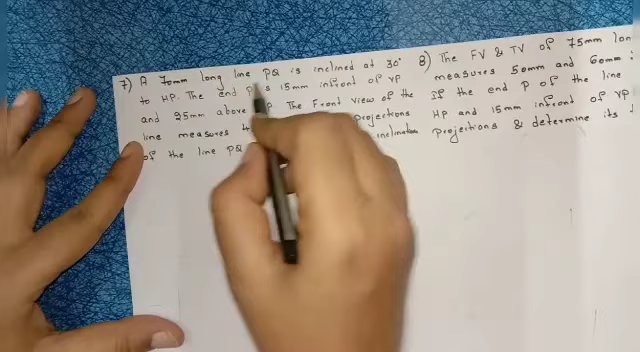 7) A 70mm long line PQ is inclined at 30°
to HP. The end P is 15mm infront of VP
and 25mm above The Front view of the
line measures projections
of the line PQ inclination
8) The FV & TV of 75mm lon
measures 50mm and 60mm
If the end P of the line
HP and 15mm infront of VP
projections & determine its